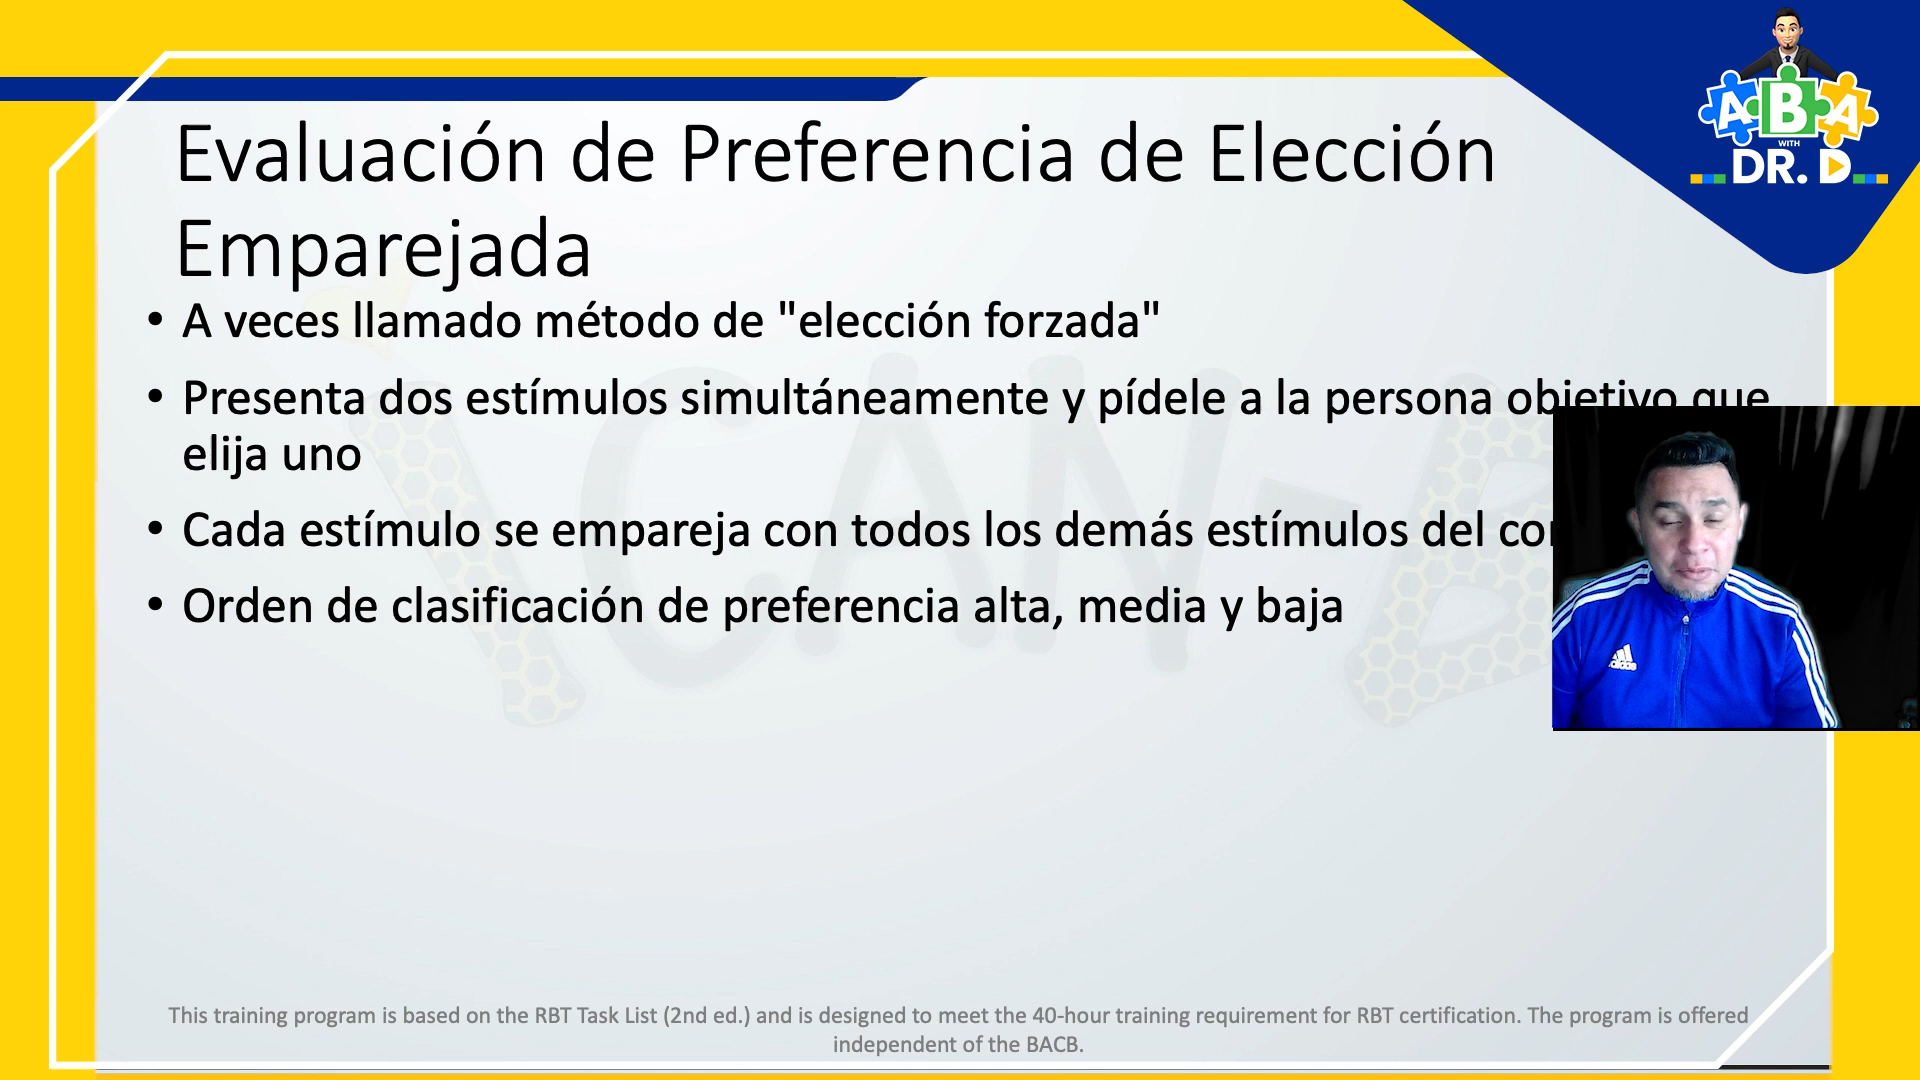 Evaluación de Preferencia de Elección
Emparejada
• A veces llamado método de "elección forzada"
• Presenta dos estímulos simultáneamente y pídele a la persona objetivo que
elija uno
• Cada estímulo se empareja con todos los demás estímulos del
• Orden de clasificación de preferencia alta, media y baja
ABA
WITH
DR. D
adidas
ICAN-B
This training program is based on the RBT Task List (2nd ed.) and is designed to meet the 40-hour training requirement for RBT certification. The program is offered
independent of the BACB.